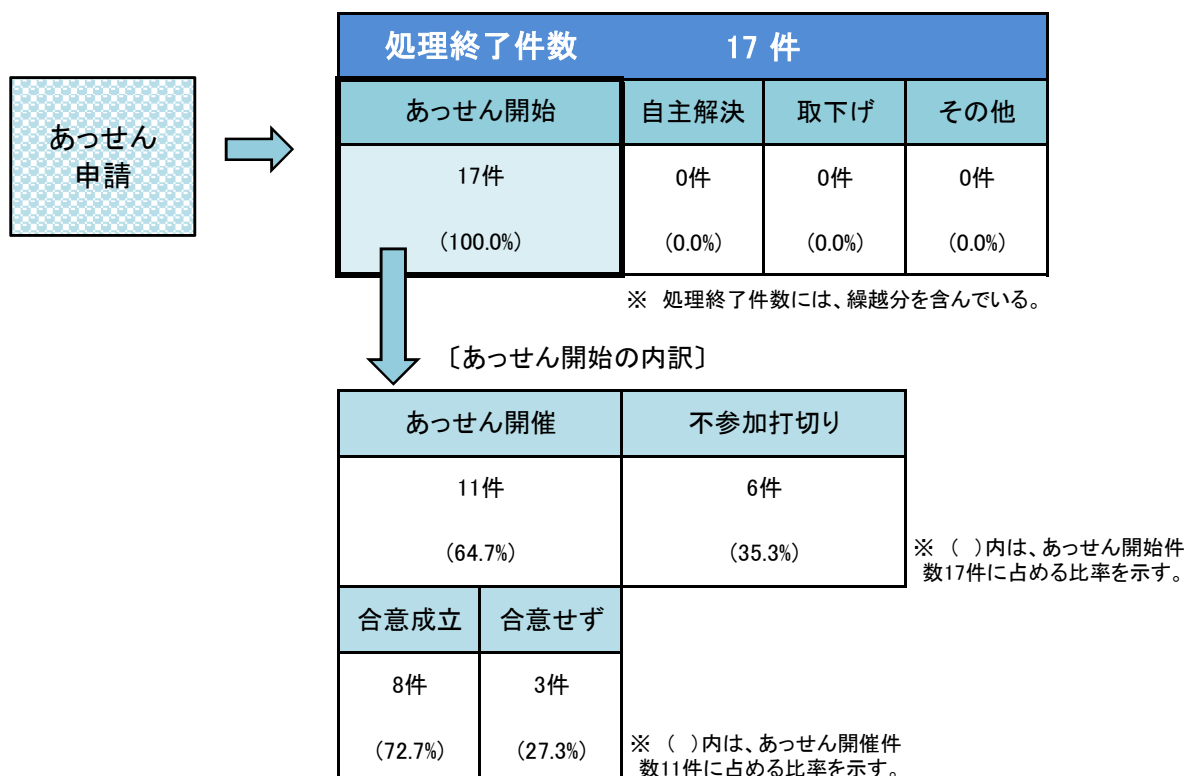 処理終了件数 17 件
あっせん
申請
あっせん開始 自主解決 取下げ その他
17件 0件 0件 0件
(100.0%) (0.0%) (0.0%) (0.0%)
※ 処理終了件数には、繰越分を含んでいる。
〔あっせん開始の内訳〕
あっせん開催 不参加打切り
11件 6件
(64.7%) (35.3%)
※ ( )内は、あっせん開始件
数17件に占める比率を示す。
合意成立 合意せず
8件 3件
(72.7%) (27.3%)
※ ( )内は、あっせん開催件
数11件に占める比率を示す。